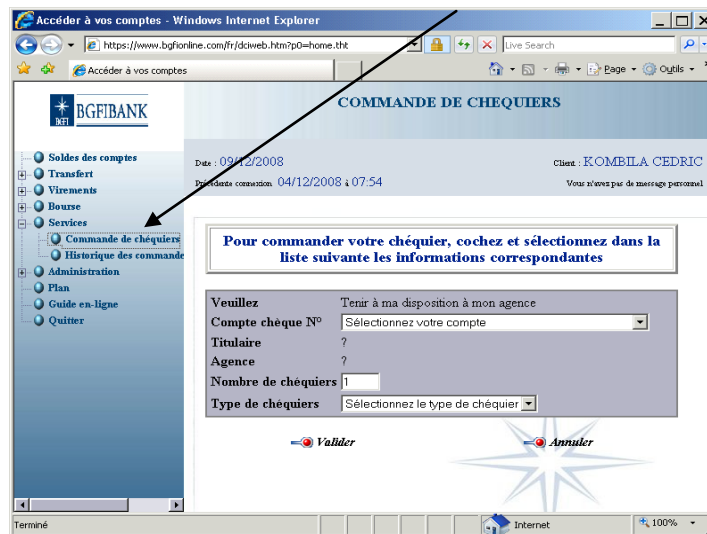 Accéder à vos comptes - Windows Internet Explorer
https://www.bgfionline.com/fr/dciweb.htm?p0=home.tht
Live Search
Accéder à vos comptes
Page
Outils
BGFI
BGFIBANK
COMMANDE DE CHEQUIERS
Date : 09/12/2008
Client : KOMBILA CEDRIC
Précédente connexion 04/12/2008 à 07:54
Vous n'avez pas de message personnel
Soldes des comptes
Transfert
Virements
Bourse
Services
Commande de chéquiers
Historique des commande
Administration
Plan
Guide en-ligne
Quitter
Pour commander votre chéquier, cochez et sélectionnez dans la
liste suivante les informations correspondantes
Veuillez Tenir à ma disposition à mon agence
Compte chèque N° Sélectionnez votre compte
Titulaire ?
Agence ?
Nombre de chéquiers 1
Type de chéquiers Sélectionnez le type de chéquier
Valider
Annuler
Terminé
Internet
100%